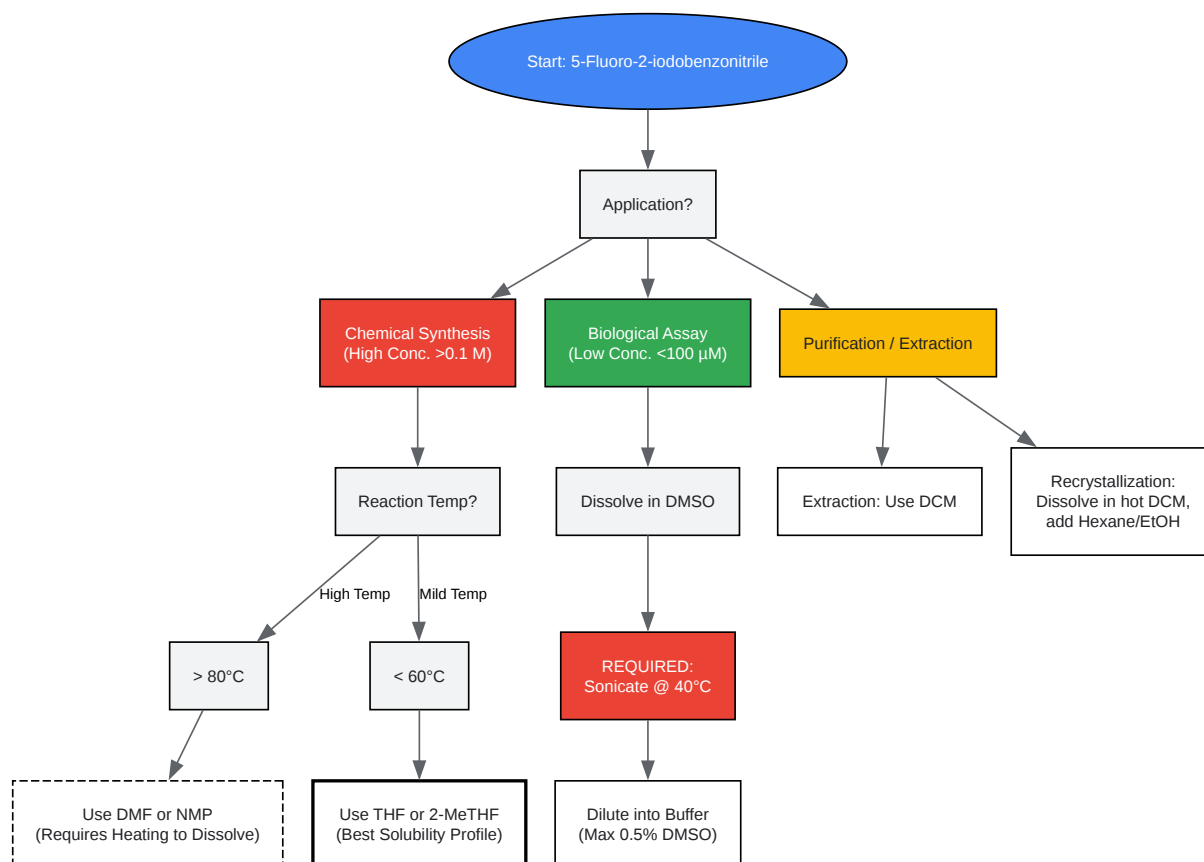 Start: 5-Fluoro-2-iodobenzonitrile
Application?
Chemical Synthesis
(High Conc. >0.1 M)
Biological Assay
(Low Conc. <100 µM)
Purification / Extraction
Reaction Temp?
Dissolve in DMSO
Extraction: Use DCM
Recrystallization:
Dissolve in hot DCM,
add Hexane/EtOH
High Temp
Mild Temp
> 80°C
< 60°C
REQUIRED:
Sonicate @ 40°C
Use DMF or NMP
(Requires Heating to Dissolve)
Use THF or 2-MeTHF
(Best Solubility Profile)
Dilute into Buffer
(Max 0.5% DMSO)